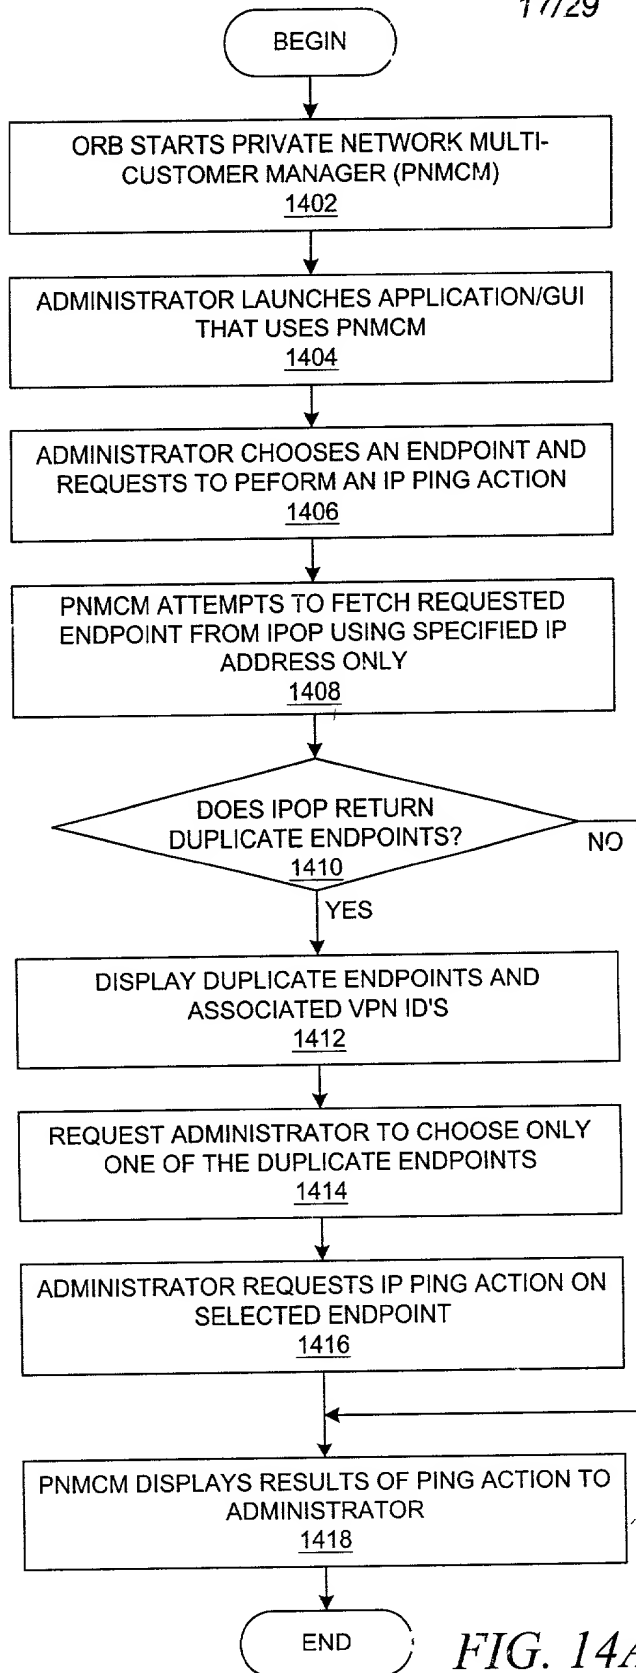 17/29
BEGIN
ORB STARTS PRIVATE NETWORK MULTI-
CUSTOMER MANAGER (PNMCM)
1402
ADMINISTRATOR LAUNCHES APPLICATION/GUI
THAT USES PNMCM
1404
ADMINISTRATOR CHOOSES AN ENDPOINT AND
REQUESTS TO PEFORM AN IP PING ACTION
1406
PNMCM ATTEMPTS TO FETCH REQUESTED
ENDPOINT FROM IPOP USING SPECIFIED IP
ADDRESS ONLY
1408
DOES IPOP RETURN
DUPLICATE ENDPOINTS?
1410
NO
YES
DISPLAY DUPLICATE ENDPOINTS AND
ASSOCIATED VPN ID'S
1412
REQUEST ADMINISTRATOR TO CHOOSE ONLY
ONE OF THE DUPLICATE ENDPOINTS
1414
ADMINISTRATOR REQUESTS IP PING ACTION ON
SELECTED ENDPOINT
1416
PNMCM DISPLAYS RESULTS OF PING ACTION TO
ADMINISTRATOR
1418
END
FIG. 14A